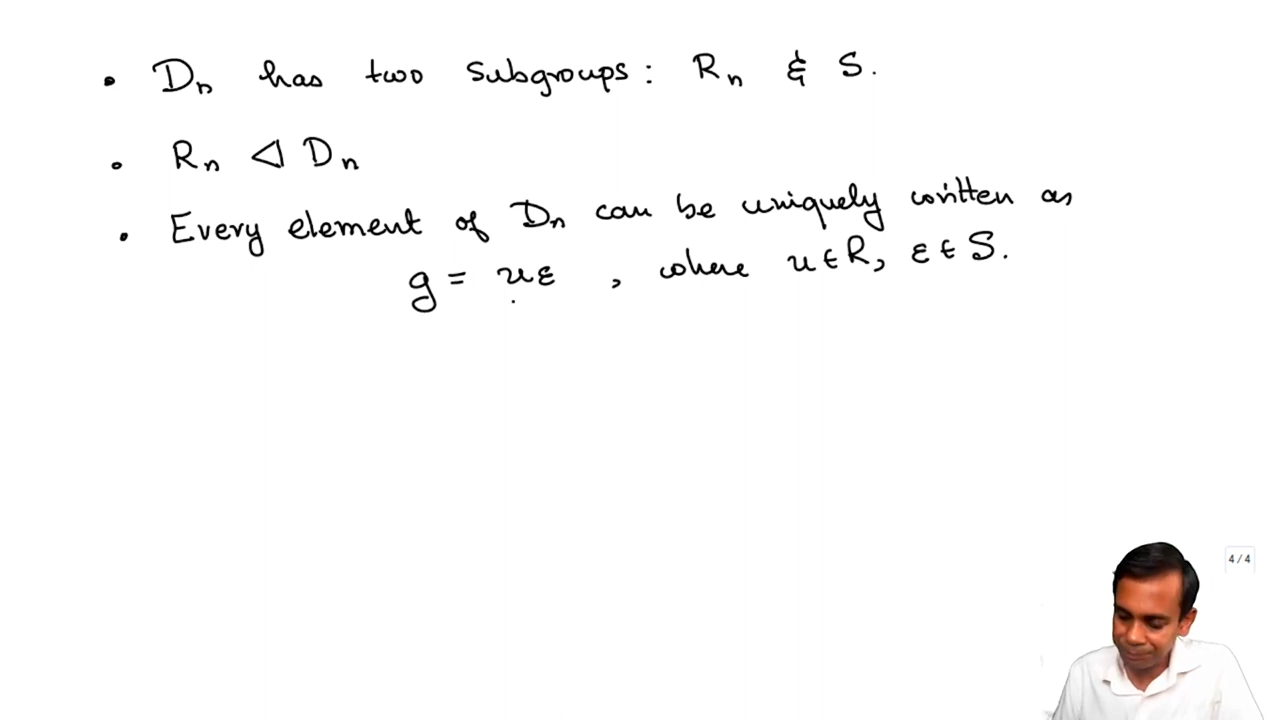 • Dₙ has two subgroups: Rₙ & S.
• Rₙ ◁ Dₙ
• Every element of Dₙ can be uniquely written as
g = uε , where u ∈ R, ε ∈ S.
4/4